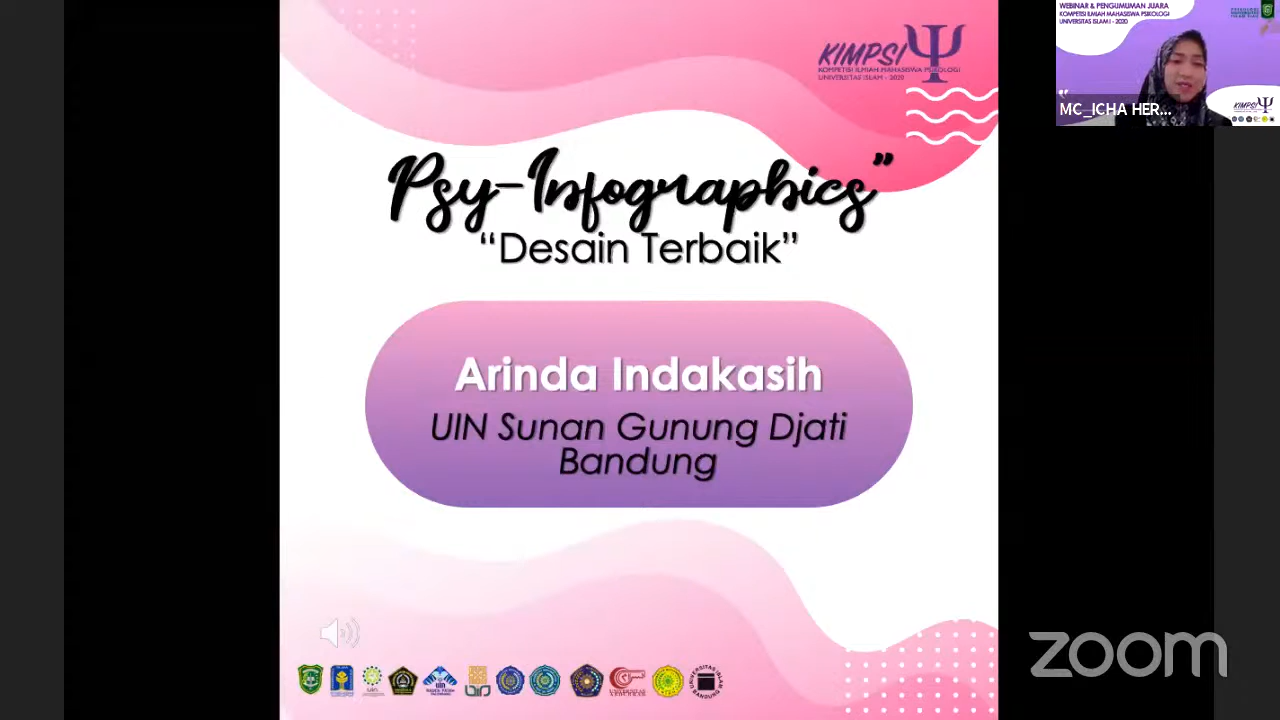 KIMPSI
KOMPETISI ILMIAH MAHASISWA PSIKOLOGI
UNIVERSITAS ISLAM - 2020
Psy-Infographics”
“Desain Terbaik”
Arinda Indakasih
UIN Sunan Gunung Djati
Bandung
WEBINAR & PENGUMUMAN JUARA
KOMPETISI ILMIAH MAHASISWA PSIKOLOGI
UNIVERSITAS ISLAM I - 2020
KIMPSI
MC_ICHA HER...
zoom